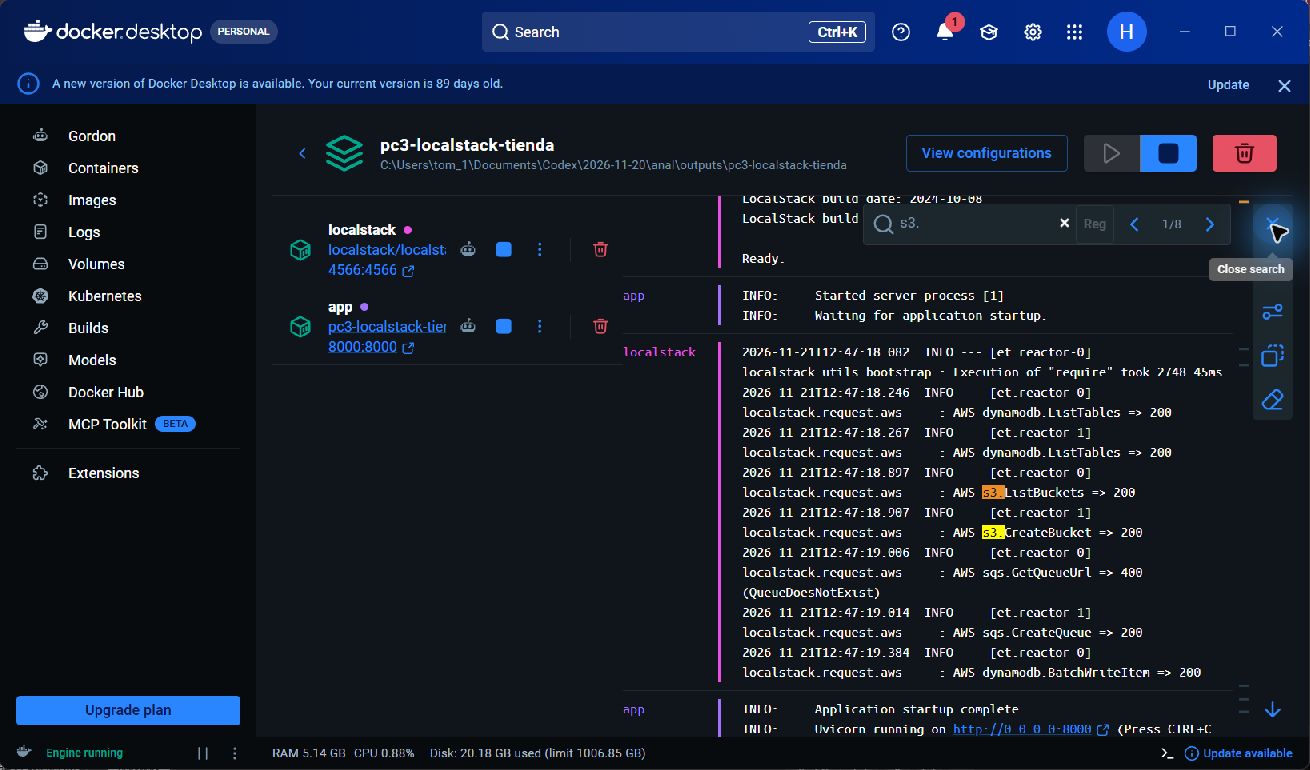 docker.desktop PERSONAL
Search Ctrl+K
1
H
A new version of Docker Desktop is available. Your current version is 89 days old.
Update
Gordon
Containers
Images
Logs
Volumes
Kubernetes
Builds
Models
Docker Hub
MCP Toolkit BETA
Extensions
Upgrade plan
pc3-localstack-tienda
C:\Users\tom_1\Documents\Codex\2026-11-20\anal\outputs\pc3-localstack-tienda
View configurations
localstack
localstack/localsta
4566:4566
app
pc3-localstack-tier
8000:8000
s3.
Reg
1/8
Close search
LocalStack build date: 2024-10-08
LocalStack build
Ready.
app
INFO: Started server process [1]
INFO: Waiting for application startup.
localstack
2026-11-21T12:47:18.082 INFO --- [et.reactor-0]
localstack.utils.bootstrap : Execution of "require" took 2748.45ms
2026-11-21T12:47:18.246 INFO [et.reactor-0]
localstack.request.aws : AWS dynamodb.ListTables => 200
2026-11-21T12:47:18.267 INFO [et.reactor-1]
localstack.request.aws : AWS dynamodb.ListTables => 200
2026-11-21T12:47:18.897 INFO [et.reactor-0]
localstack.request.aws : AWS s3.ListBuckets => 200
2026-11-21T12:47:18.907 INFO [et.reactor-1]
localstack.request.aws : AWS s3.CreateBucket => 200
2026-11-21T12:47:19.006 INFO [et.reactor-0]
localstack.request.aws : AWS sqs.GetQueueUrl => 400
(QueueDoesNotExist)
2026-11-21T12:47:19.014 INFO [et.reactor-1]
localstack.request.aws : AWS sqs.CreateQueue => 200
2026-11-21T12:47:19.384 INFO [et.reactor-0]
localstack.request.aws : AWS dynamodb.BatchWriteItem => 200
app
INFO: Application startup complete
INFO: Uvicorn running on http://0.0.0.0:8000 (Press CTRL+C
Engine running
RAM 5.14 GB CPU 0.88% Disk: 20.18 GB used (limit 1006.85 GB)
Update available